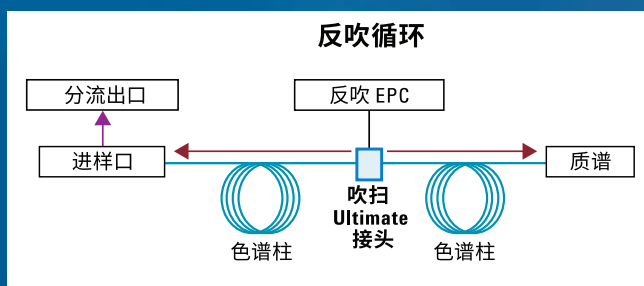 反吹循环
分流出口
反吹 EPC
进样口
质谱
吹扫
Ultimate
接头
色谱柱
色谱柱